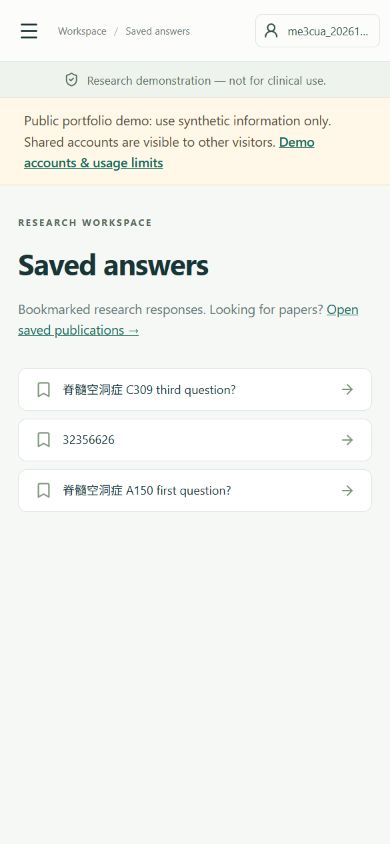 Workspace / Saved answers
me3cua_20261...
Research demonstration — not for clinical use.
Public portfolio demo: use synthetic information only.
Shared accounts are visible to other visitors. Demo
accounts & usage limits
RESEARCH WORKSPACE
Saved answers
Bookmarked research responses. Looking for papers? Open
saved publications →
脊髓空洞症 C309 third question?
32356626
脊髓空洞症 A150 first question?